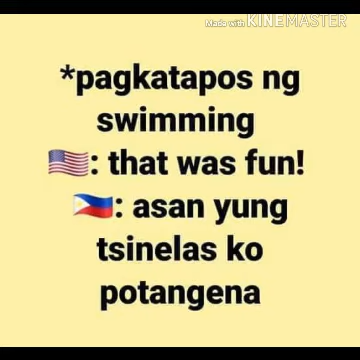 Made with KINEMASTER
*pagkatapos ng
swimming
🇺🇸: that was fun!
🇵🇭: asan yung
tsinelas ko
potangena